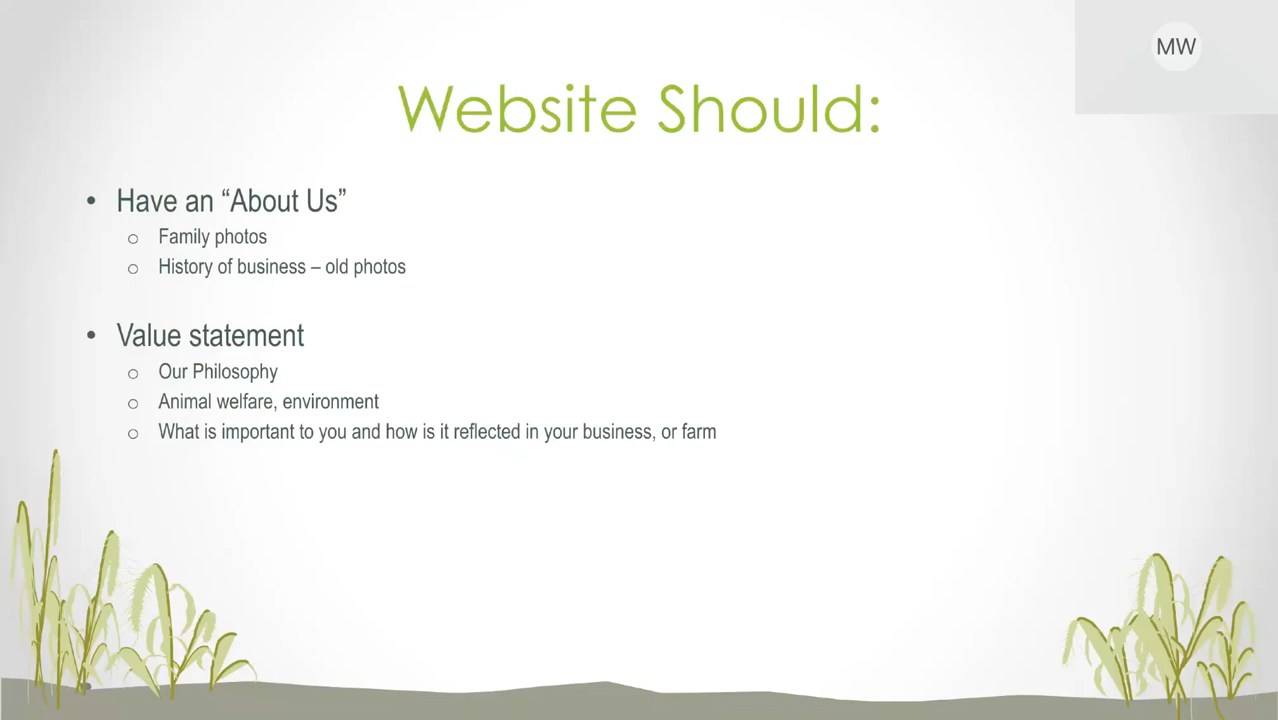 MW
Website Should:
• Have an “About Us”
o Family photos
o History of business – old photos
• Value statement
o Our Philosophy
o Animal welfare, environment
o What is important to you and how is it reflected in your business, or farm